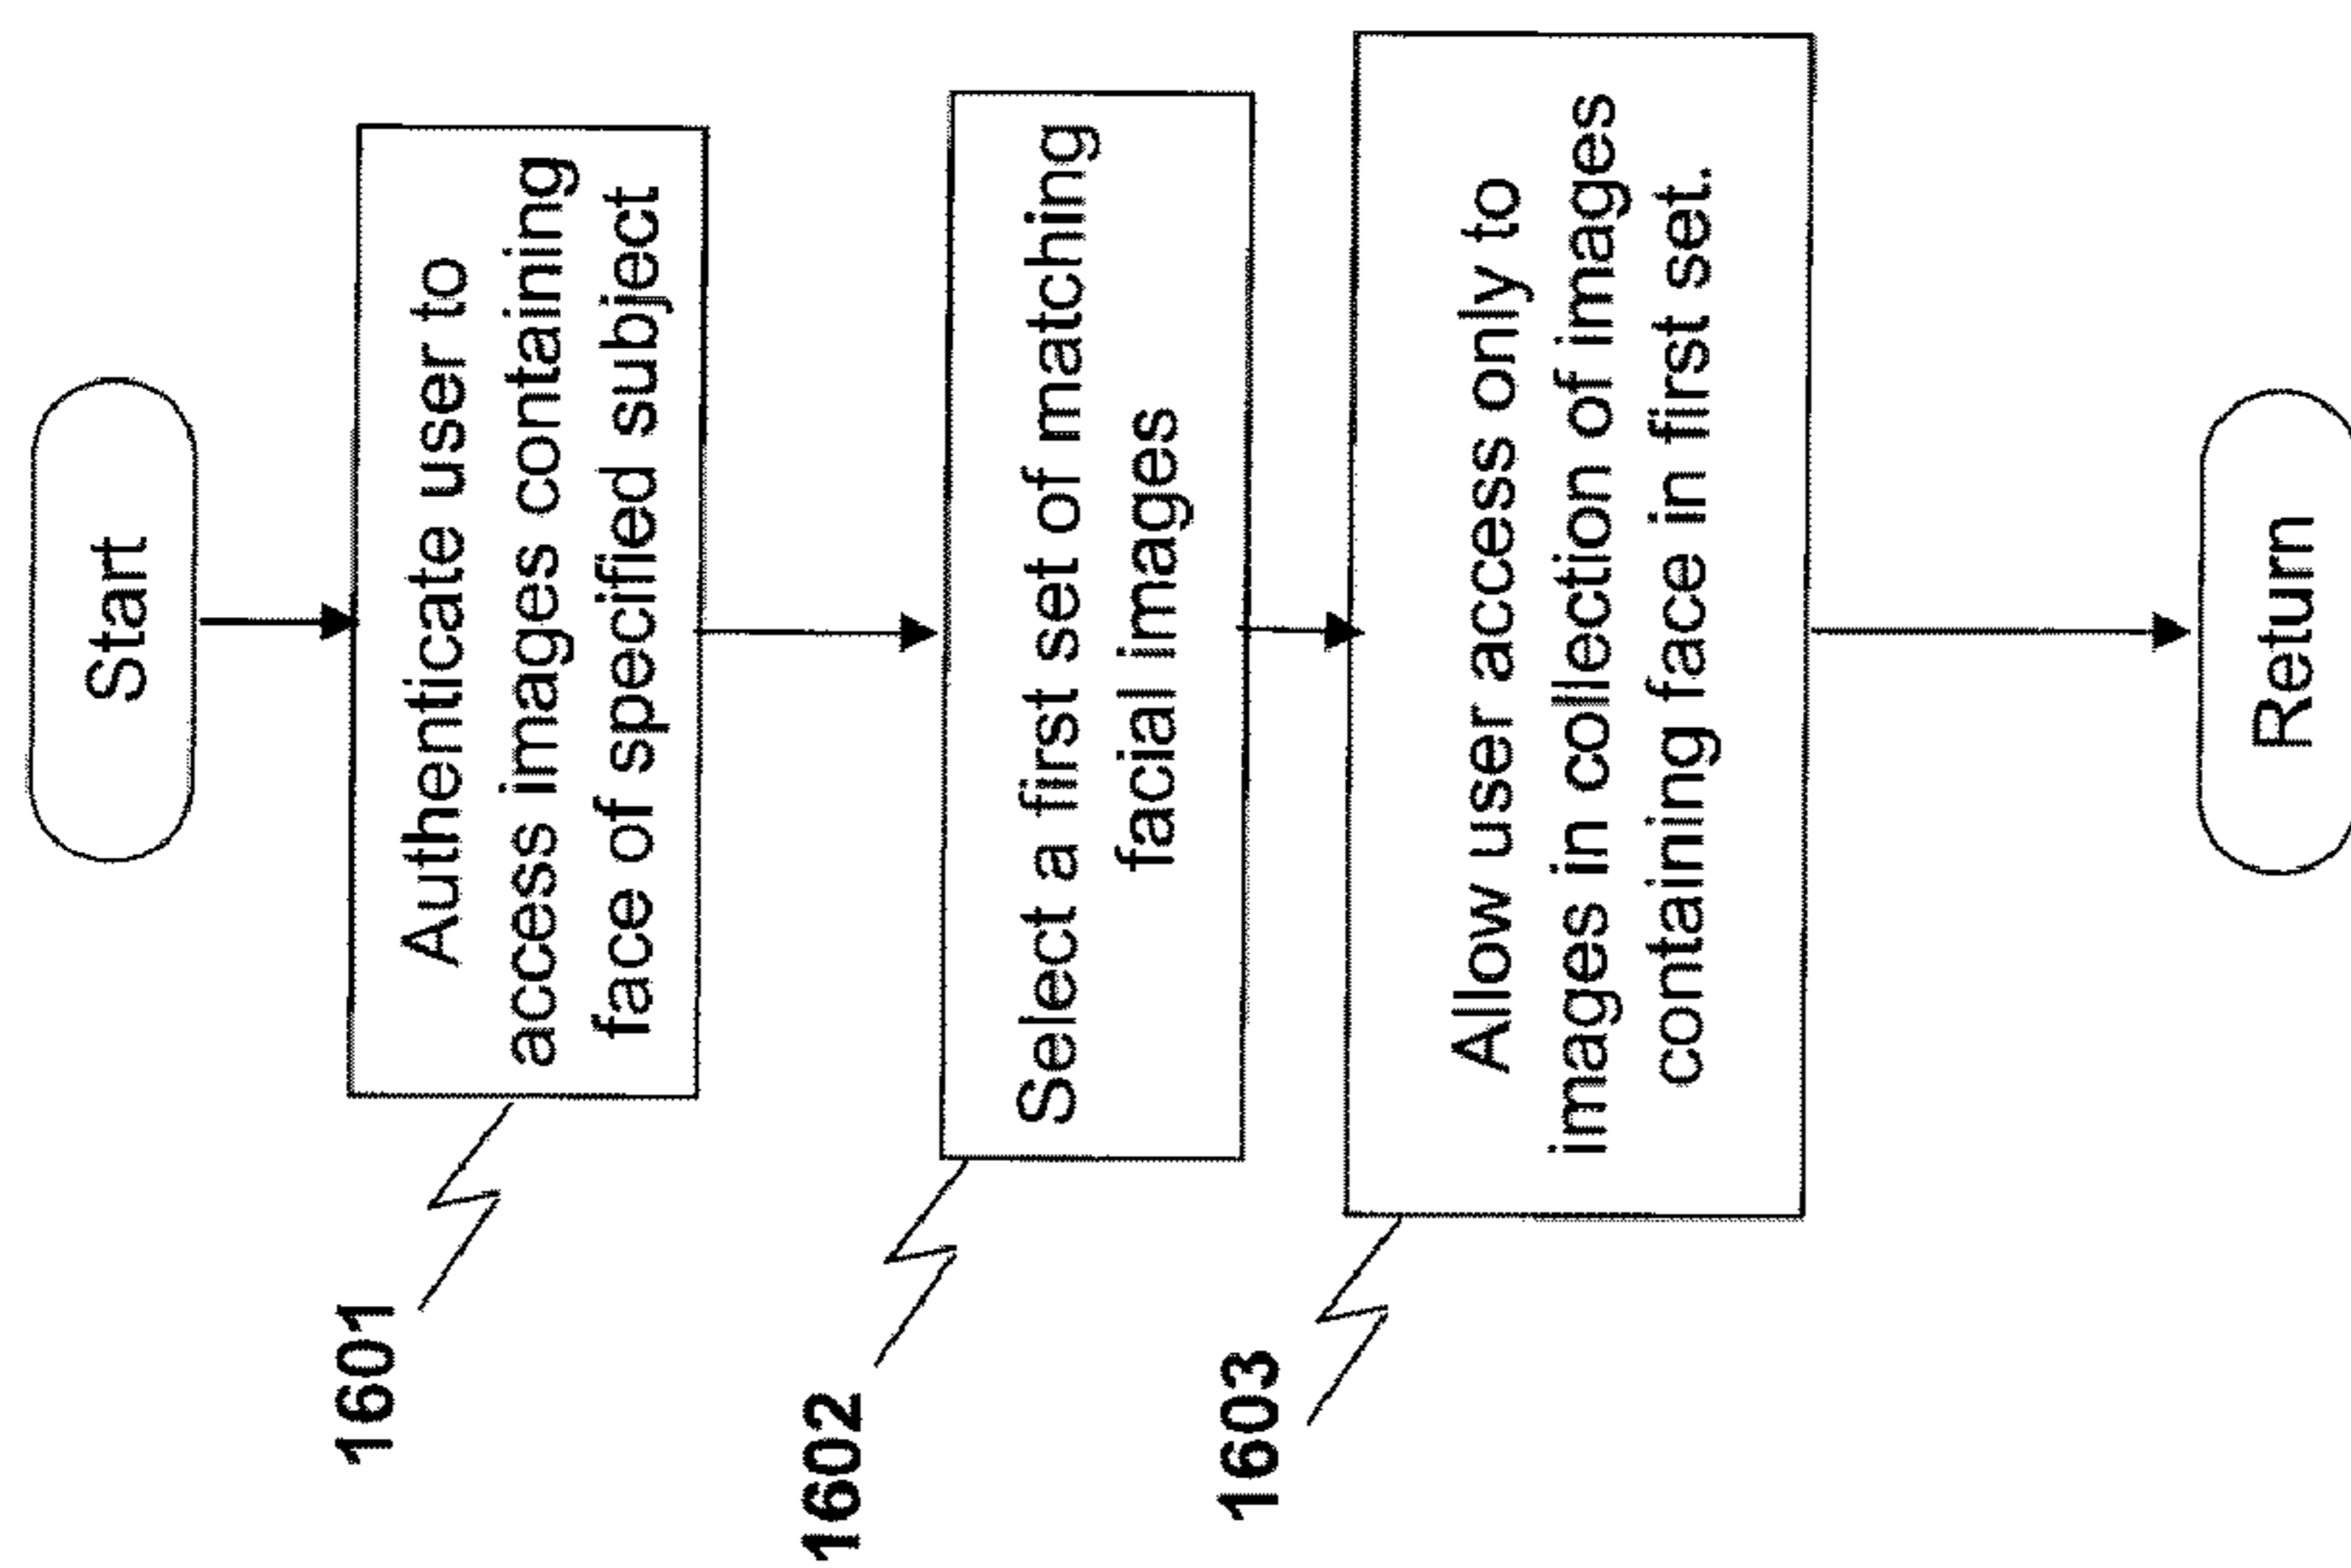 Start
1601
Authenticate user to
access images containing
face of specified subject
1602
Select a first set of matching
facial images
1603
Allow user access only to
images in collection of images
containing face in first set.
Return